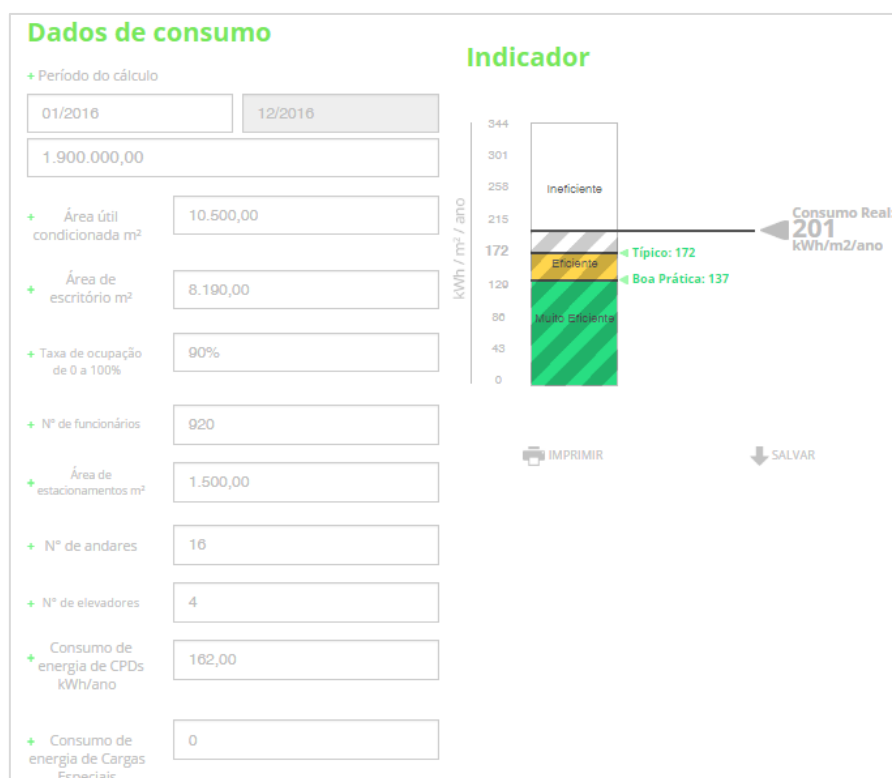 Dados de consumo
+ Período do cálculo
01/2016
12/2016
1.900.000,00
+ Área útil
condicionada m²
10.500,00
+ Área de
escritório m²
8.190,00
+ Taxa de ocupação
de 0 a 100%
90%
+ Nº de funcionários
920
+ Área de
estacionamentos m²
1.500,00
+ Nº de andares
16
+ Nº de elevadores
4
+ Consumo de
energia de CPDs
kWh/ano
162,00
+ Consumo de
energia de Cargas
Especiais
0
Indicador
kWh / m² / ano
344
301
258
215
172
129
86
43
0
Ineficiente
Eficiente
Muito Eficiente
Típico: 172
Boa Prática: 137
Consumo Real:
201
kWh/m2/ano
IMPRIMIR
SALVAR